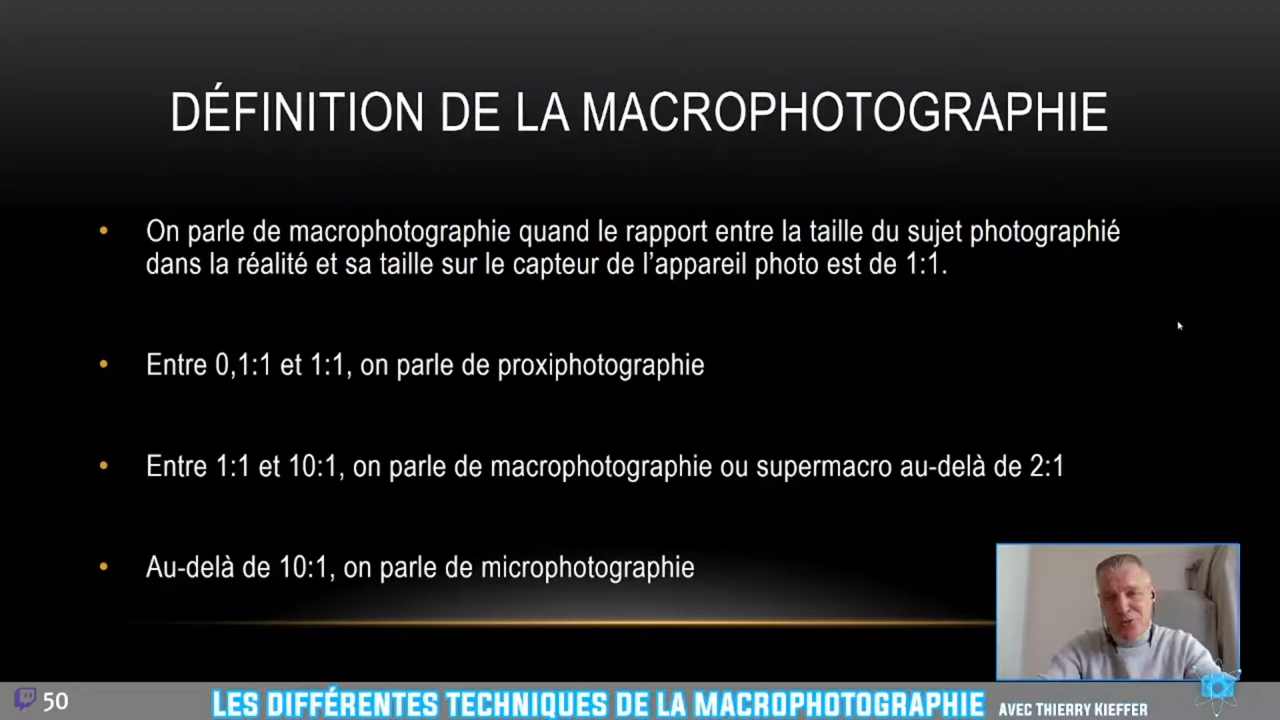 DÉFINITION DE LA MACROPHOTOGRAPHIE
• On parle de macrophotographie quand le rapport entre la taille du sujet photographié
dans la réalité et sa taille sur le capteur de l’appareil photo est de 1:1.
• Entre 0,1:1 et 1:1, on parle de proxiphotographie
• Entre 1:1 et 10:1, on parle de macrophotographie ou supermacro au-delà de 2:1
• Au-delà de 10:1, on parle de microphotographie
50
LES DIFFÉRENTES TECHNIQUES DE LA MACROPHOTOGRAPHIE AVEC THIERRY KIEFFER